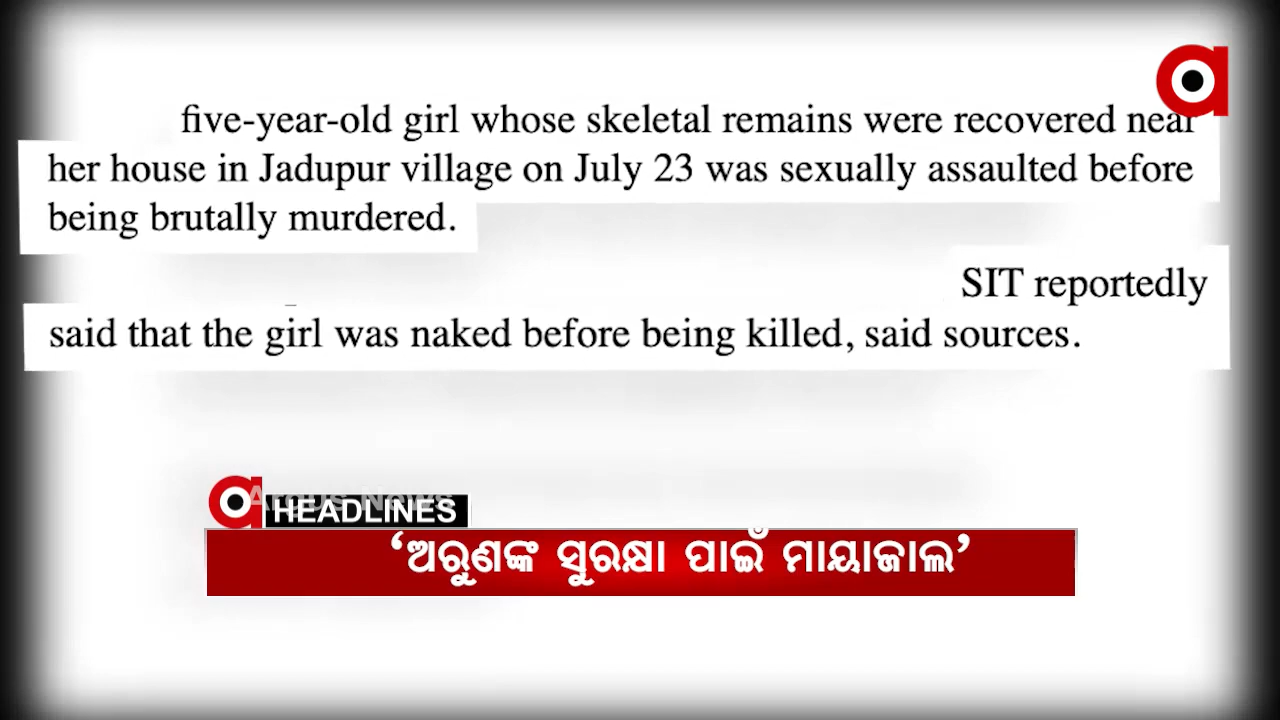 five-year-old girl whose skeletal remains were recovered near
her house in Jadupur village on July 23 was sexually assaulted before
being brutally murdered.
SIT reportedly
said that the girl was naked before being killed, said sources.
Argus News
HEADLINES
‘ଅରୁଣଙ୍କ ସୁରକ୍ଷା ପାଇଁ ମାୟାଜାଲ’